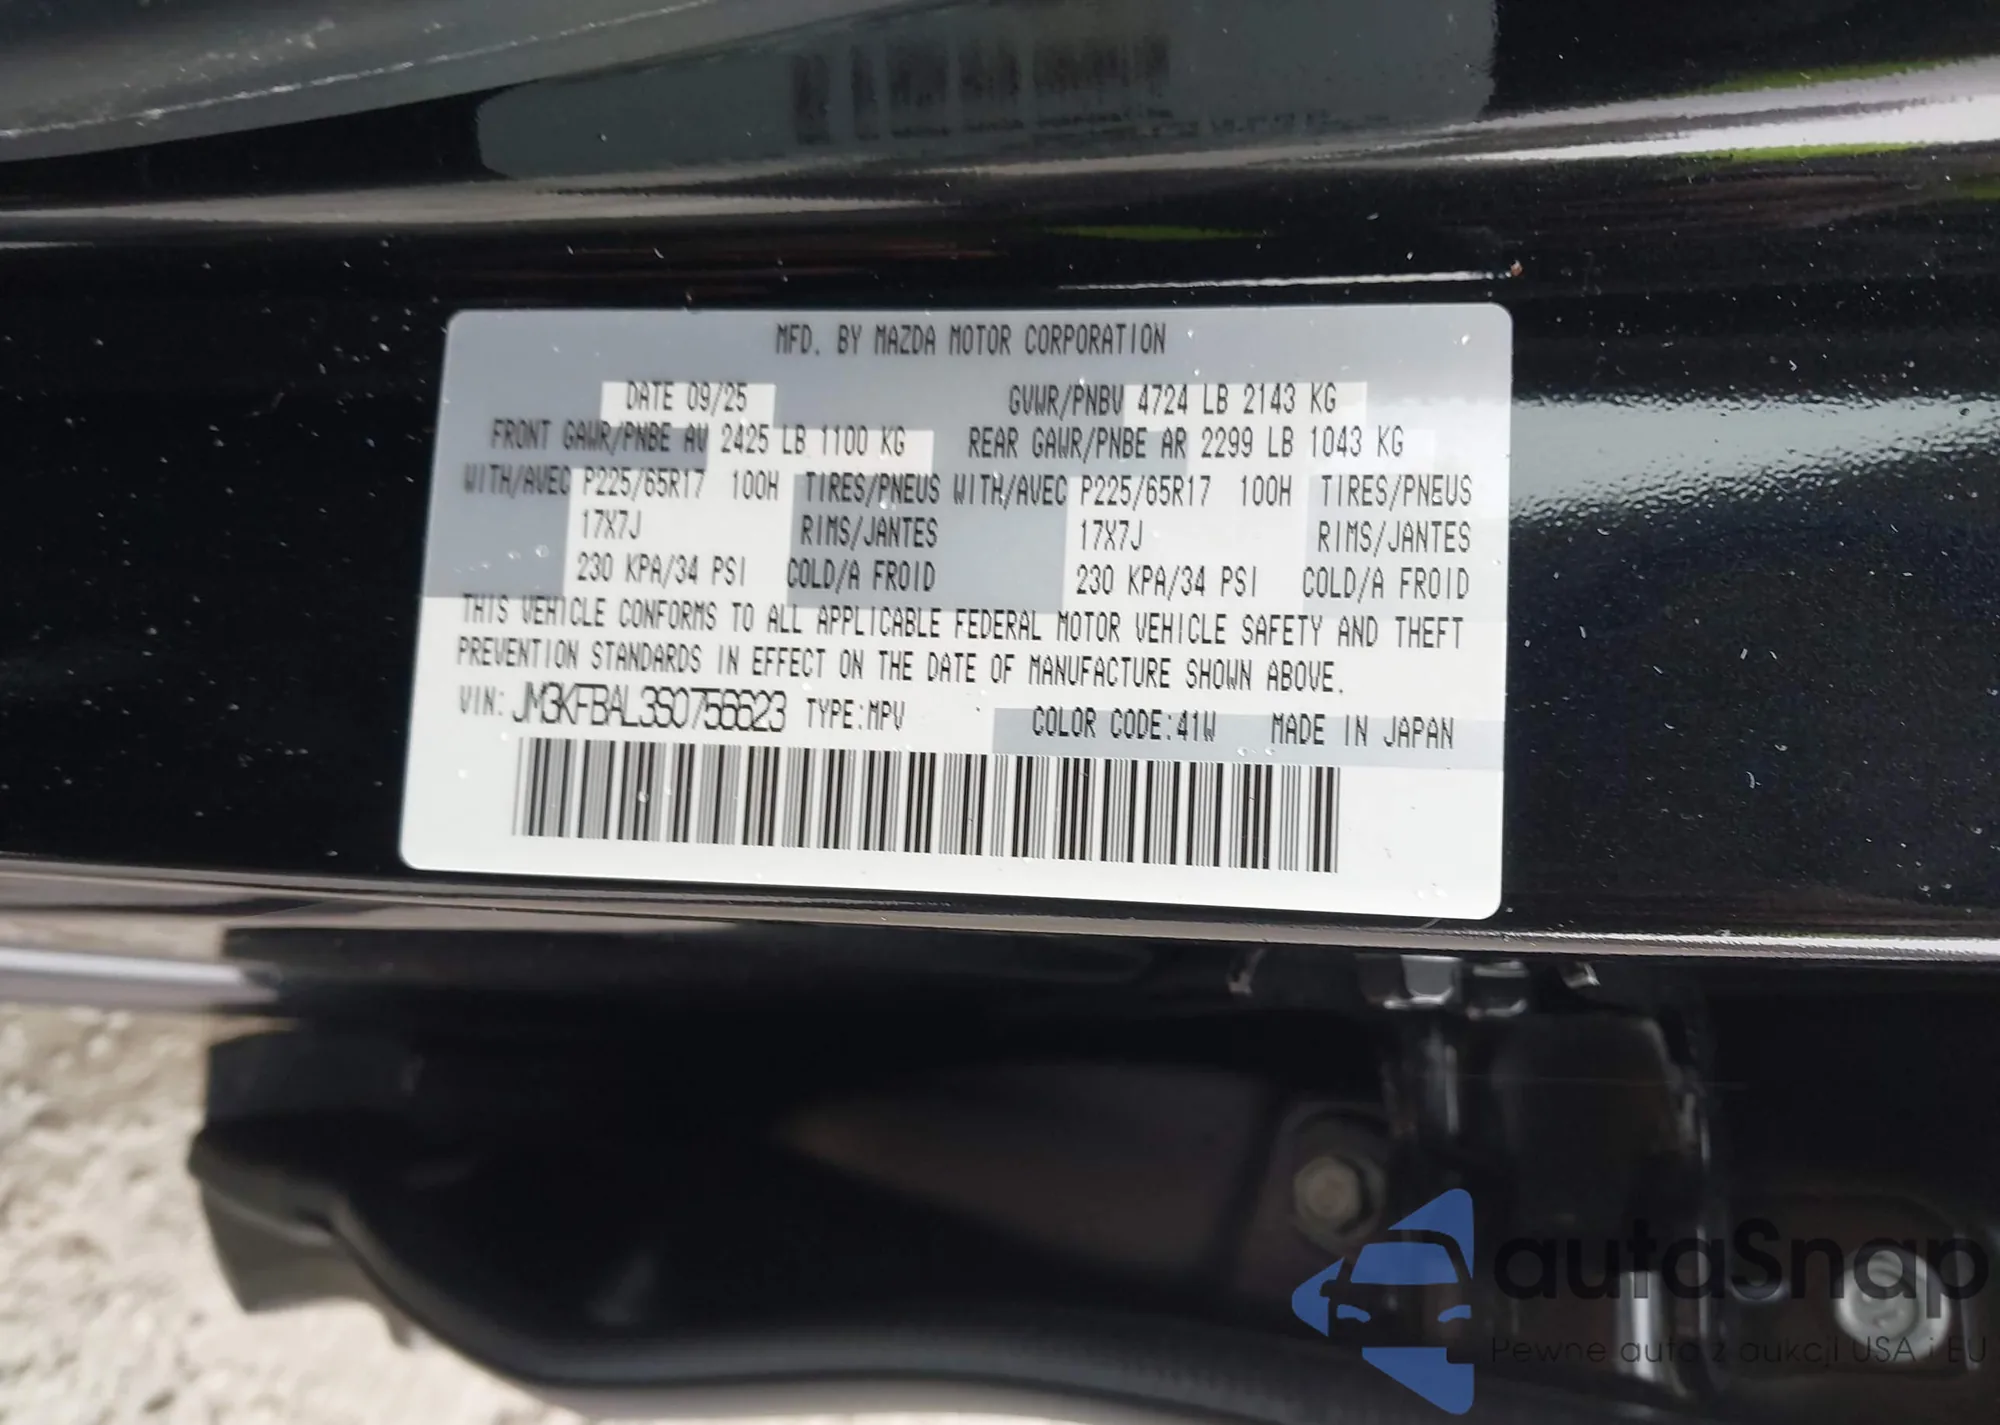 MFD. BY MAZDA MOTOR CORPORATION
DATE 09/25 GVWR/PNBV 4724 LB 2143 KG
FRONT GAWR/PNBE AV 2425 LB 1100 KG REAR GAWR/PNBE AR 2299 LB 1043 KG
WITH/AVEC P225/65R17 100H TIRES/PNEUS WITH/AVEC P225/65R17 100H TIRES/PNEUS
17X7J RIMS/JANTES 17X7J RIMS/JANTES
230 KPA/34 PSI COLD/A FROID 230 KPA/34 PSI COLD/A FROID
THIS VEHICLE CONFORMS TO ALL APPLICABLE FEDERAL MOTOR VEHICLE SAFETY AND THEFT
PREVENTION STANDARDS IN EFFECT ON THE DATE OF MANUFACTURE SHOWN ABOVE.
VIN: JM3KFBAL3S0756623 TYPE:MPV COLOR CODE:41W MADE IN JAPAN
autaSnap
Pewne auta z aukcji USA i EU